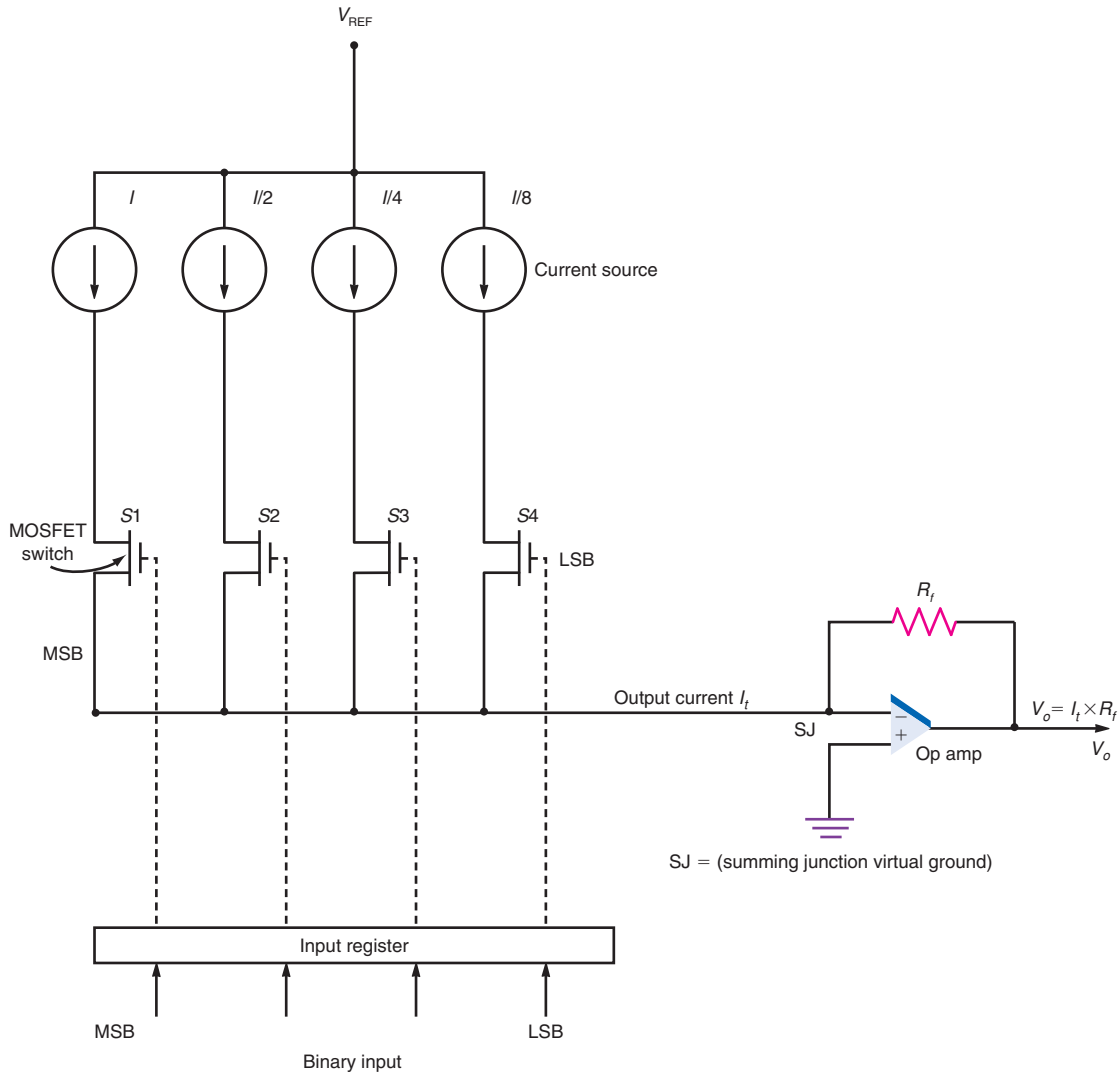 V_REF
I
I/2
I/4
I/8
Current source
S1
S2
S3
S4
MOSFET
switch
LSB
MSB
R_f
Output current I_t
SJ
−
+
Op amp
V_o = I_t × R_f
V_o
SJ = (summing junction virtual ground)
Input register
MSB
LSB
Binary input